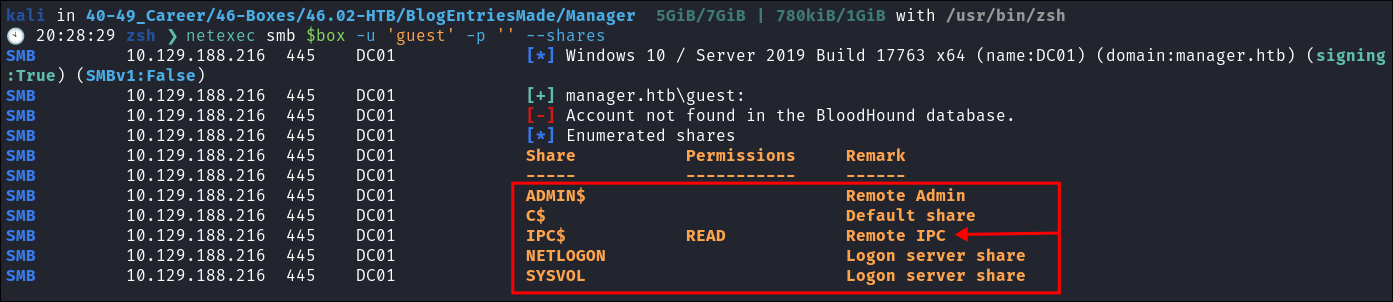 kali in 40-49_Career/46-Boxes/46.02-HTB/BlogEntriesMade/Manager 5GiB/7GiB | 780kiB/1GiB with /usr/bin/zsh
🕙 20:28:29 zsh ❯ netexec smb $box -u 'guest' -p '' --shares
SMB 10.129.188.216 445 DC01 [*] Windows 10 / Server 2019 Build 17763 x64 (name:DC01) (domain:manager.htb) (signing
:True) (SMBv1:False)
SMB 10.129.188.216 445 DC01 [+] manager.htb\guest:
SMB 10.129.188.216 445 DC01 [-] Account not found in the BloodHound database.
SMB 10.129.188.216 445 DC01 [*] Enumerated shares
SMB 10.129.188.216 445 DC01 Share Permissions Remark
SMB 10.129.188.216 445 DC01 ----- ----------- ------
SMB 10.129.188.216 445 DC01 ADMIN$ Remote Admin
SMB 10.129.188.216 445 DC01 C$ Default share
SMB 10.129.188.216 445 DC01 IPC$ READ Remote IPC
SMB 10.129.188.216 445 DC01 NETLOGON Logon server share
SMB 10.129.188.216 445 DC01 SYSVOL Logon server share